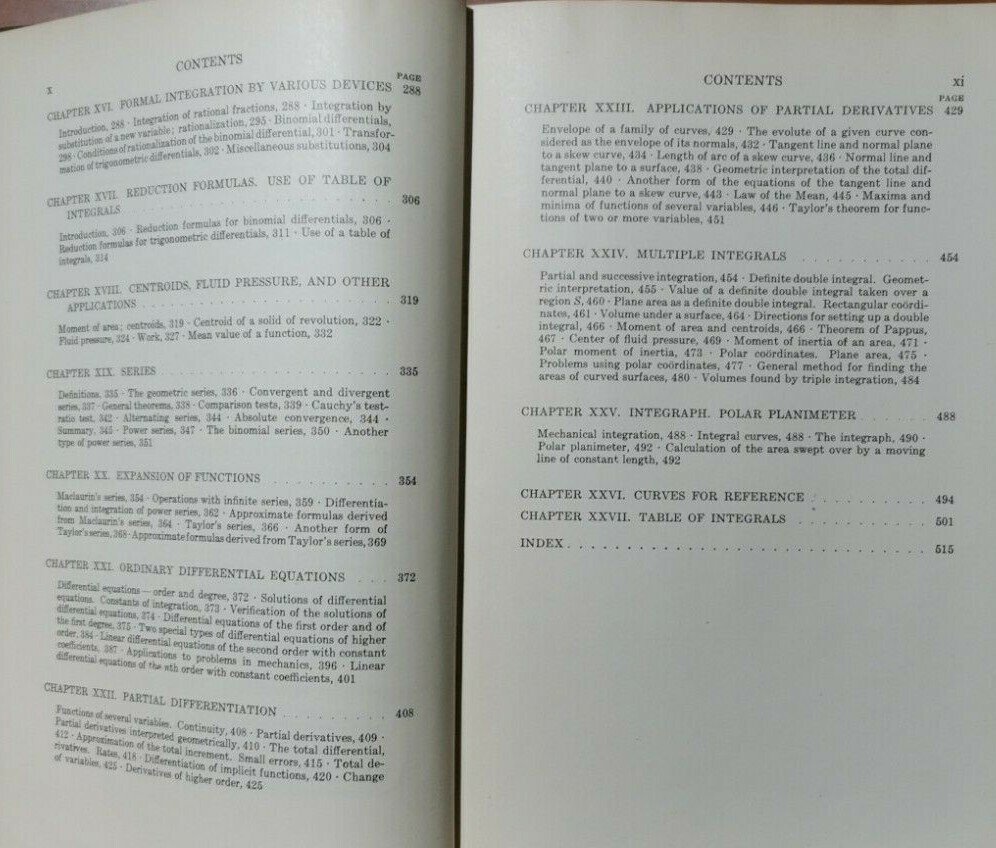 x
CONTENTS
PAGE
CHAPTER XVI. FORMAL INTEGRATION BY VARIOUS DEVICES 288
Introduction, 288 · Integration of rational fractions, 288 · Integration by
substitution of a new variable; rationalization, 295 · Binomial differentials,
298 · Conditions of rationalization of the binomial differential, 301 · Transfor-
mation of trigonometric differentials, 302 · Miscellaneous substitutions, 304
CHAPTER XVII. REDUCTION FORMULAS. USE OF TABLE OF
INTEGRALS . . . . . . . . . . . . . . . . . . . . . . . 306
Introduction, 306 · Reduction formulas for binomial differentials, 306 ·
Reduction formulas for trigonometric differentials, 311 · Use of a table of
integrals, 314
CHAPTER XVIII. CENTROIDS, FLUID PRESSURE, AND OTHER
APPLICATIONS . . . . . . . . . . . . . . . . . . . . . 319
Moment of area; centroids, 319 · Centroid of a solid of revolution, 322 ·
Fluid pressure, 324 · Work, 327 · Mean value of a function, 332
CHAPTER XIX. SERIES . . . . . . . . . . . . . . . . . . . 335
Definitions, 335 · The geometric series, 336 · Convergent and divergent
series, 337 · General theorems, 338 · Comparison tests, 339 · Cauchy's test-
ratio test, 342 · Alternating series, 344 · Absolute convergence, 344 ·
Summary, 345 · Power series, 347 · The binomial series, 350 · Another
type of power series, 351
CHAPTER XX. EXPANSION OF FUNCTIONS . . . . . . . . . . 354
Maclaurin's series, 354 · Operations with infinite series, 359 · Differentia-
tion and integration of power series, 362 · Approximate formulas derived
from Maclaurin's series, 364 · Taylor's series, 366 · Another form of
Taylor's series, 368 · Approximate formulas derived from Taylor's series, 369
CHAPTER XXI. ORDINARY DIFFERENTIAL EQUATIONS . . . 372
Differential equations — order and degree, 372 · Solutions of differential
equations. Constants of integration, 373 · Verification of the solutions of
differential equations, 374 · Differential equations of the first order and of
the first degree, 375 · Two special types of differential equations of higher
order, 384 · Linear differential equations of the second order with constant
coefficients, 387 · Applications to problems in mechanics, 396 · Linear
differential equations of the nth order with constant coefficients, 401
CHAPTER XXII. PARTIAL DIFFERENTIATION . . . . . . . . . 408
Functions of several variables. Continuity, 408 · Partial derivatives, 409 ·
Partial derivatives interpreted geometrically, 410 · The total differential,
412 · Approximation of the total increment. Small errors, 415 · Total de-
rivatives. Rates, 418 · Differentiation of implicit functions, 420 · Change
of variables, 425 · Derivatives of higher order, 425
CONTENTS
xi
PAGE
CHAPTER XXIII. APPLICATIONS OF PARTIAL DERIVATIVES 429
Envelope of a family of curves, 429 · The evolute of a given curve con-
sidered as the envelope of its normals, 432 · Tangent line and normal plane
to a skew curve, 434 · Length of arc of a skew curve, 436 · Normal line and
tangent plane to a surface, 438 · Geometric interpretation of the total dif-
ferential, 440 · Another form of the equations of the tangent line and
normal plane to a skew curve, 443 · Law of the Mean, 445 · Maxima and
minima of functions of several variables, 446 · Taylor's theorem for func-
tions of two or more variables, 451
CHAPTER XXIV. MULTIPLE INTEGRALS . . . . . . . . . . 454
Partial and successive integration, 454 · Definite double integral. Geomet-
ric interpretation, 455 · Value of a definite double integral taken over a
region S, 460 · Plane area as a definite double integral. Rectangular coördi-
nates, 461 · Volume under a surface, 464 · Directions for setting up a double
integral, 466 · Moment of area and centroids, 466 · Theorem of Pappus,
467 · Center of fluid pressure, 469 · Moment of inertia of an area, 471 ·
Polar moment of inertia, 473 · Polar coördinates. Plane area, 475 ·
Problems using polar coördinates, 477 · General method for finding the
areas of curved surfaces, 480 · Volumes found by triple integration, 484
CHAPTER XXV. INTEGRAPH. POLAR PLANIMETER . . . . . 488
Mechanical integration, 488 · Integral curves, 488 · The integraph, 490 ·
Polar planimeter, 492 · Calculation of the area swept over by a moving
line of constant length, 492
CHAPTER XXVI. CURVES FOR REFERENCE . . . . . . . . . 494
CHAPTER XXVII. TABLE OF INTEGRALS . . . . . . . . . . 501
INDEX . . . . . . . . . . . . . . . . . . . . . . . . . . . 515